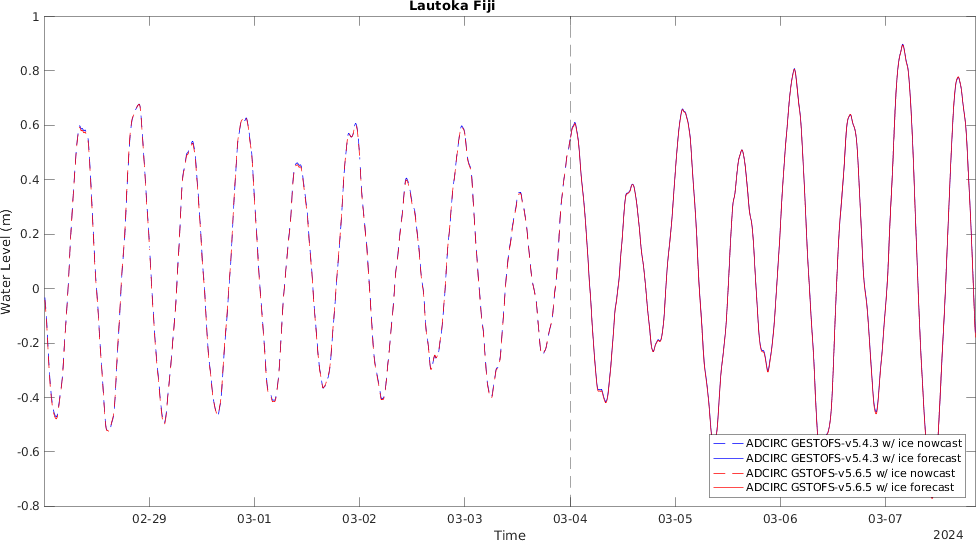 Lautoka Fiji
1
0.8
0.6
0.4
0.2
0
-0.2
-0.4
-0.6
-0.8
Water Level (m)
ADCIRC GESTOFS-v5.4.3 w/ ice nowcast
ADCIRC GESTOFS-v5.4.3 w/ ice forecast
ADCIRC GSTOFS-v5.6.5 w/ ice nowcast
ADCIRC GSTOFS-v5.6.5 w/ ice forecast
02-29 03-01 03-02 03-03 03-04 03-05 03-06 03-07
Time
2024